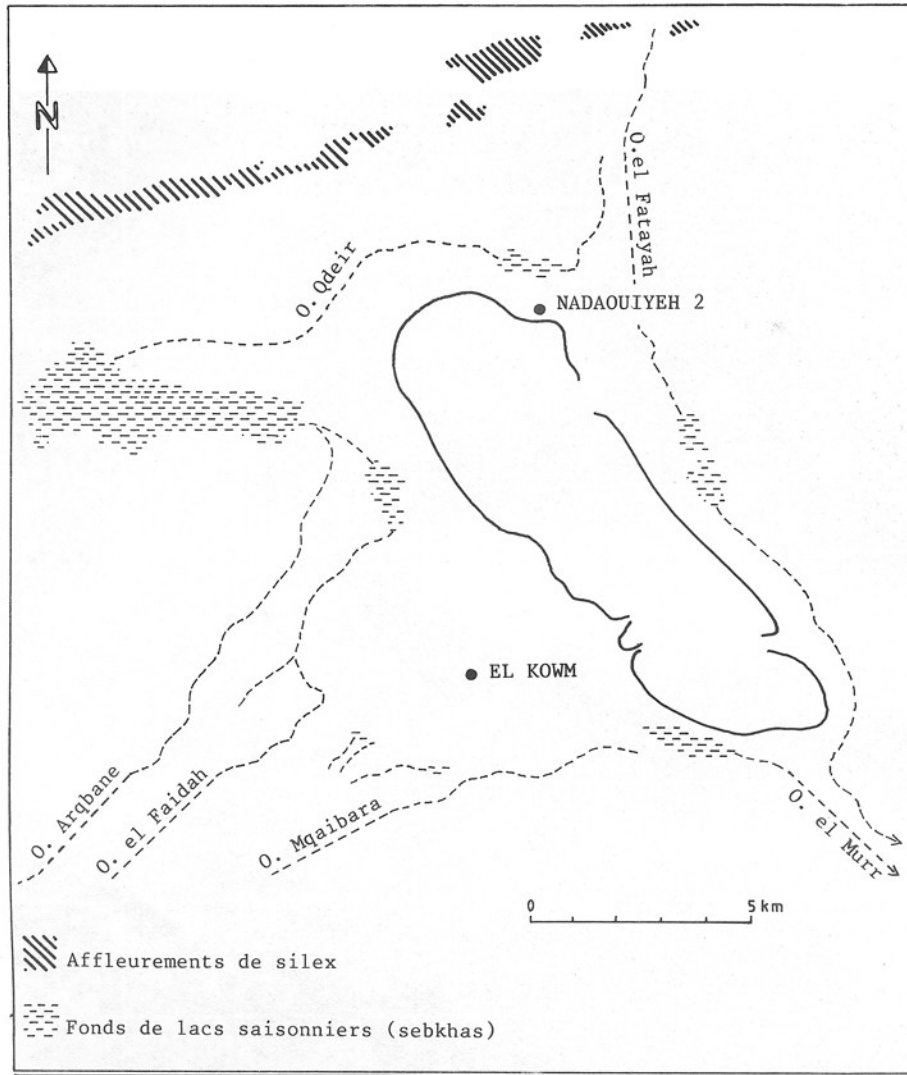 N
O. el Fatayah
O. Qdeir
NADAOUIYEH 2
EL KOWM
O. Arqbane
O. el Faidah
O. Mqaibara
O. el Murr
0 5 km
Affleurements de silex
Fonds de lacs saisonniers (sebkhas)